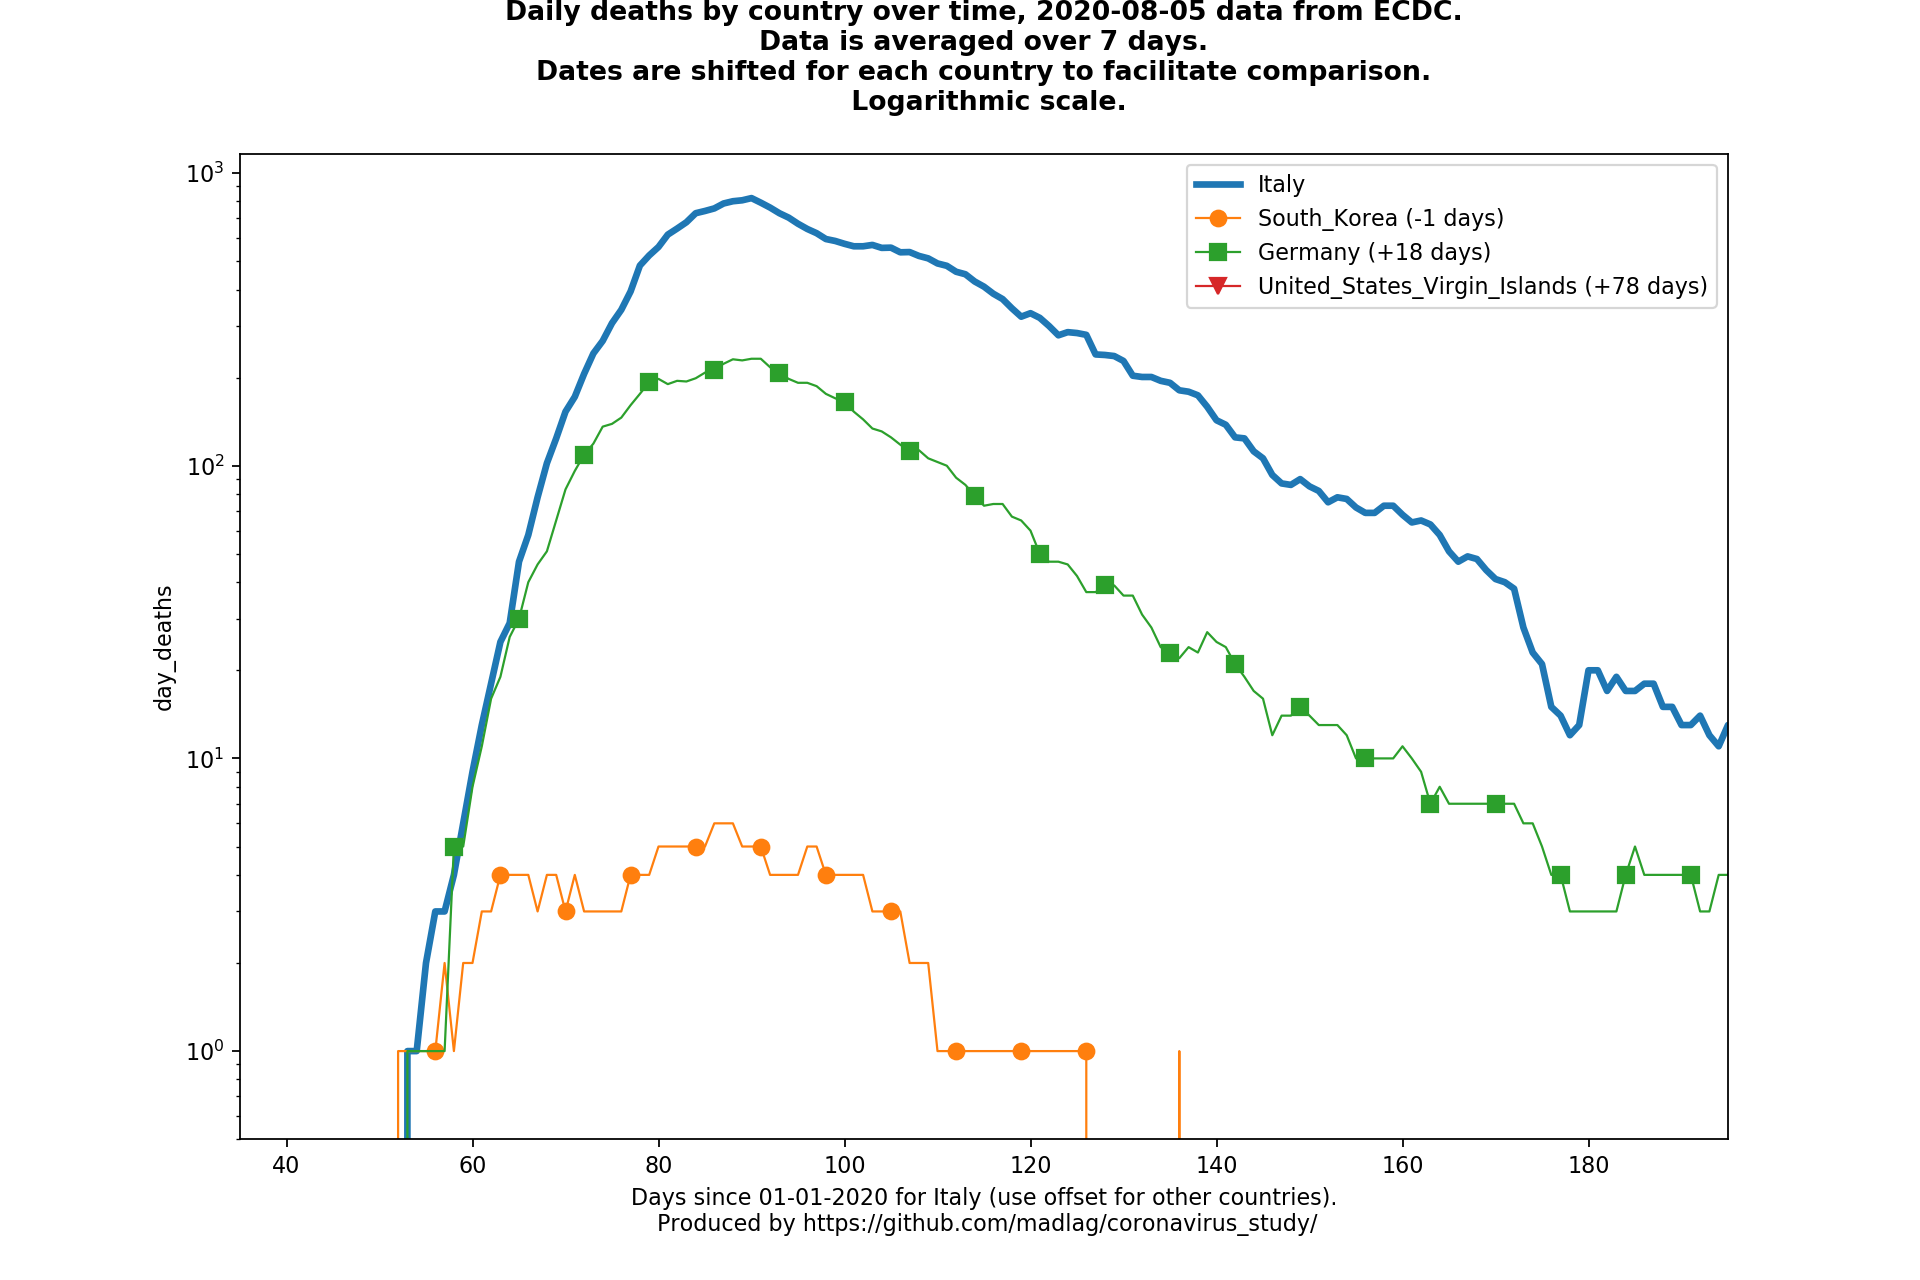 Daily deaths by country over time, 2020-08-05 data from ECDC.
Data is averaged over 7 days.
Dates are shifted for each country to facilitate comparison.
Logarithmic scale.
10³
10²
10¹
10⁰
day_deaths
Italy
South_Korea (-1 days)
Germany (+18 days)
United_States_Virgin_Islands (+78 days)
40 60 80 100 120 140 160 180
Days since 01-01-2020 for Italy (use offset for other countries).
Produced by https://github.com/madlag/coronavirus_study/